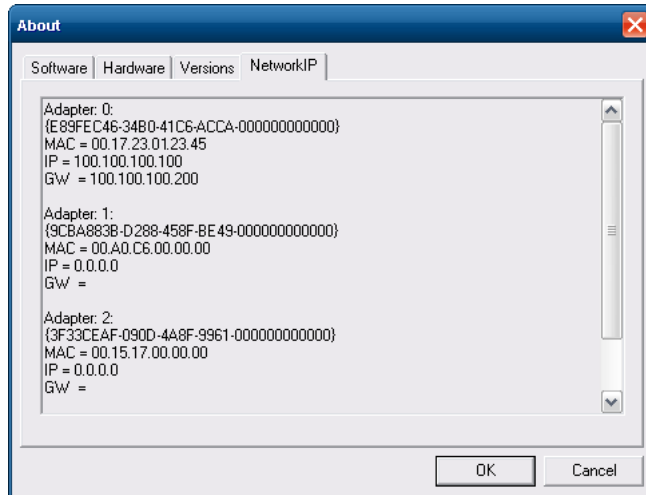 About
Software
Hardware
Versions
NetworkIP
Adapter: 0:
{E89FEC46-34B0-41C6-ACCA-000000000000}
MAC = 00.17.23.01.23.45
IP = 100.100.100.100
GW = 100.100.100.200
Adapter: 1:
{9CBA883B-D288-458F-BE49-000000000000}
MAC = 00.A0.C6.00.00.00
IP = 0.0.0.0
GW =
Adapter: 2:
{3F33CEAF-090D-4A8F-9961-000000000000}
MAC = 00.15.17.00.00.00
IP = 0.0.0.0
GW =
OK
Cancel